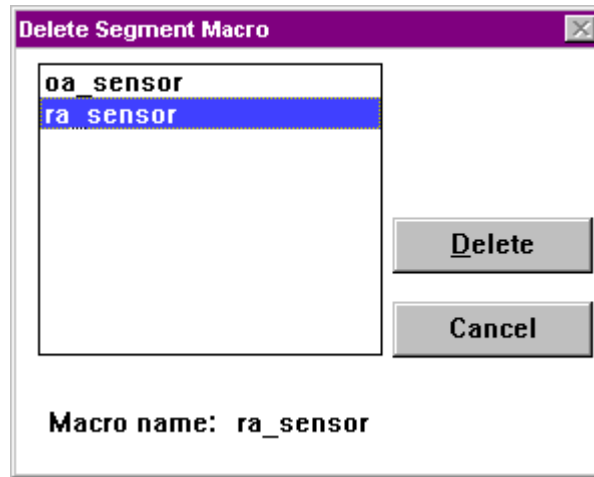 Delete Segment Macro
oa_sensor
ra_sensor
Delete
Cancel
Macro name: ra_sensor